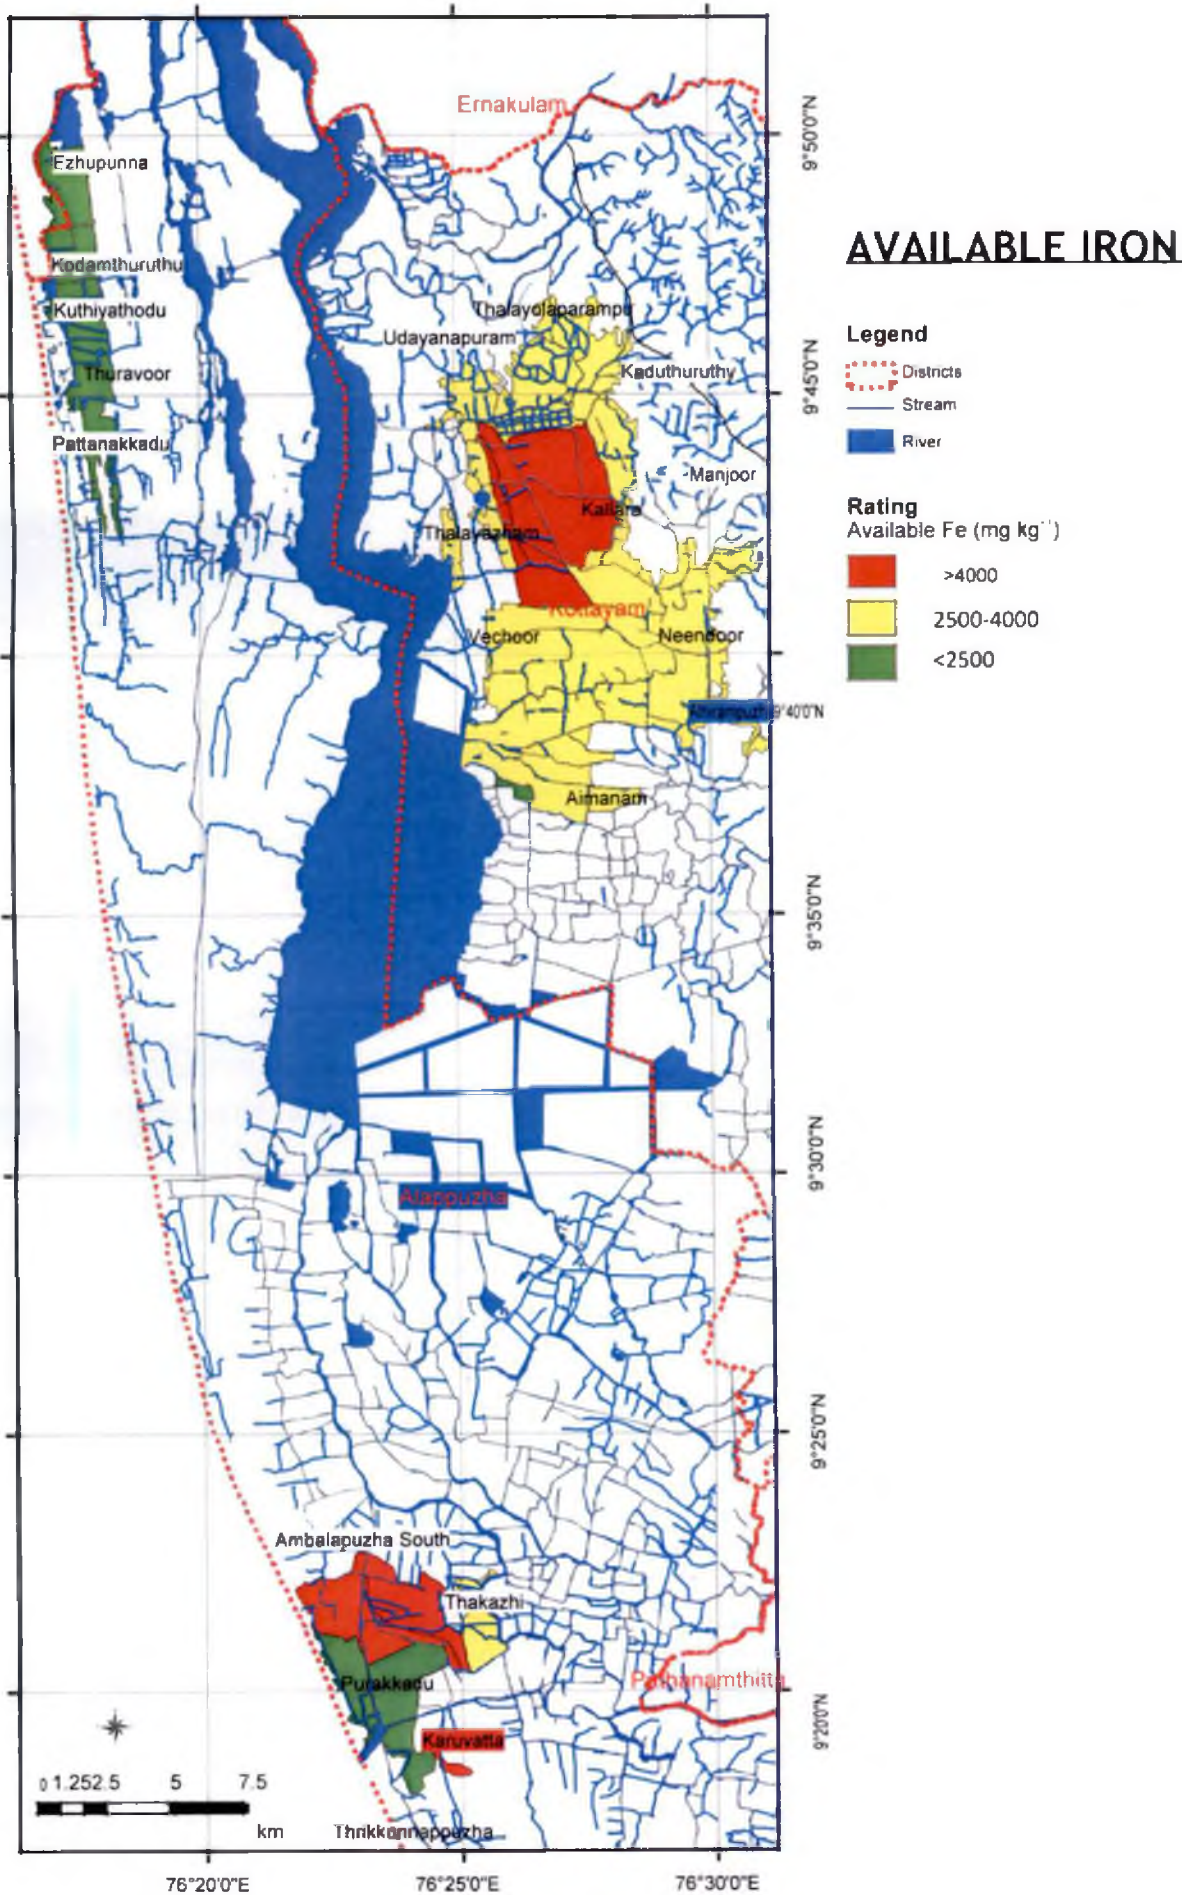 Ernakulam
9°50'0"N
Ezhupunna
Kodamthuruthu
Kuthiyathodu
Thalayolaparampu
Udayanapuram
Thuravoor
Kaduthuruthy
9°45'0"N
Pattanakkadu
Manjoor
Kallara
Thalayazham
Kottayam
Vechoor
Neendoor
9°40'0"N
Aimanam
9°35'0"N
9°30'0"N
Alappuzha
9°25'0"N
Ambalapuzha South
Thakazhi
Purakkadu
Pathanamthitta
9°20'0"N
Karuvatta
0 1.252.5 5 7.5
km
Thrikkunnappuzha
76°20'0"E 76°25'0"E 76°30'0"E
AVAILABLE IRON
Legend
Districts
Stream
River
Rating
Available Fe (mg kg⁻¹)
>4000
2500-4000
<2500